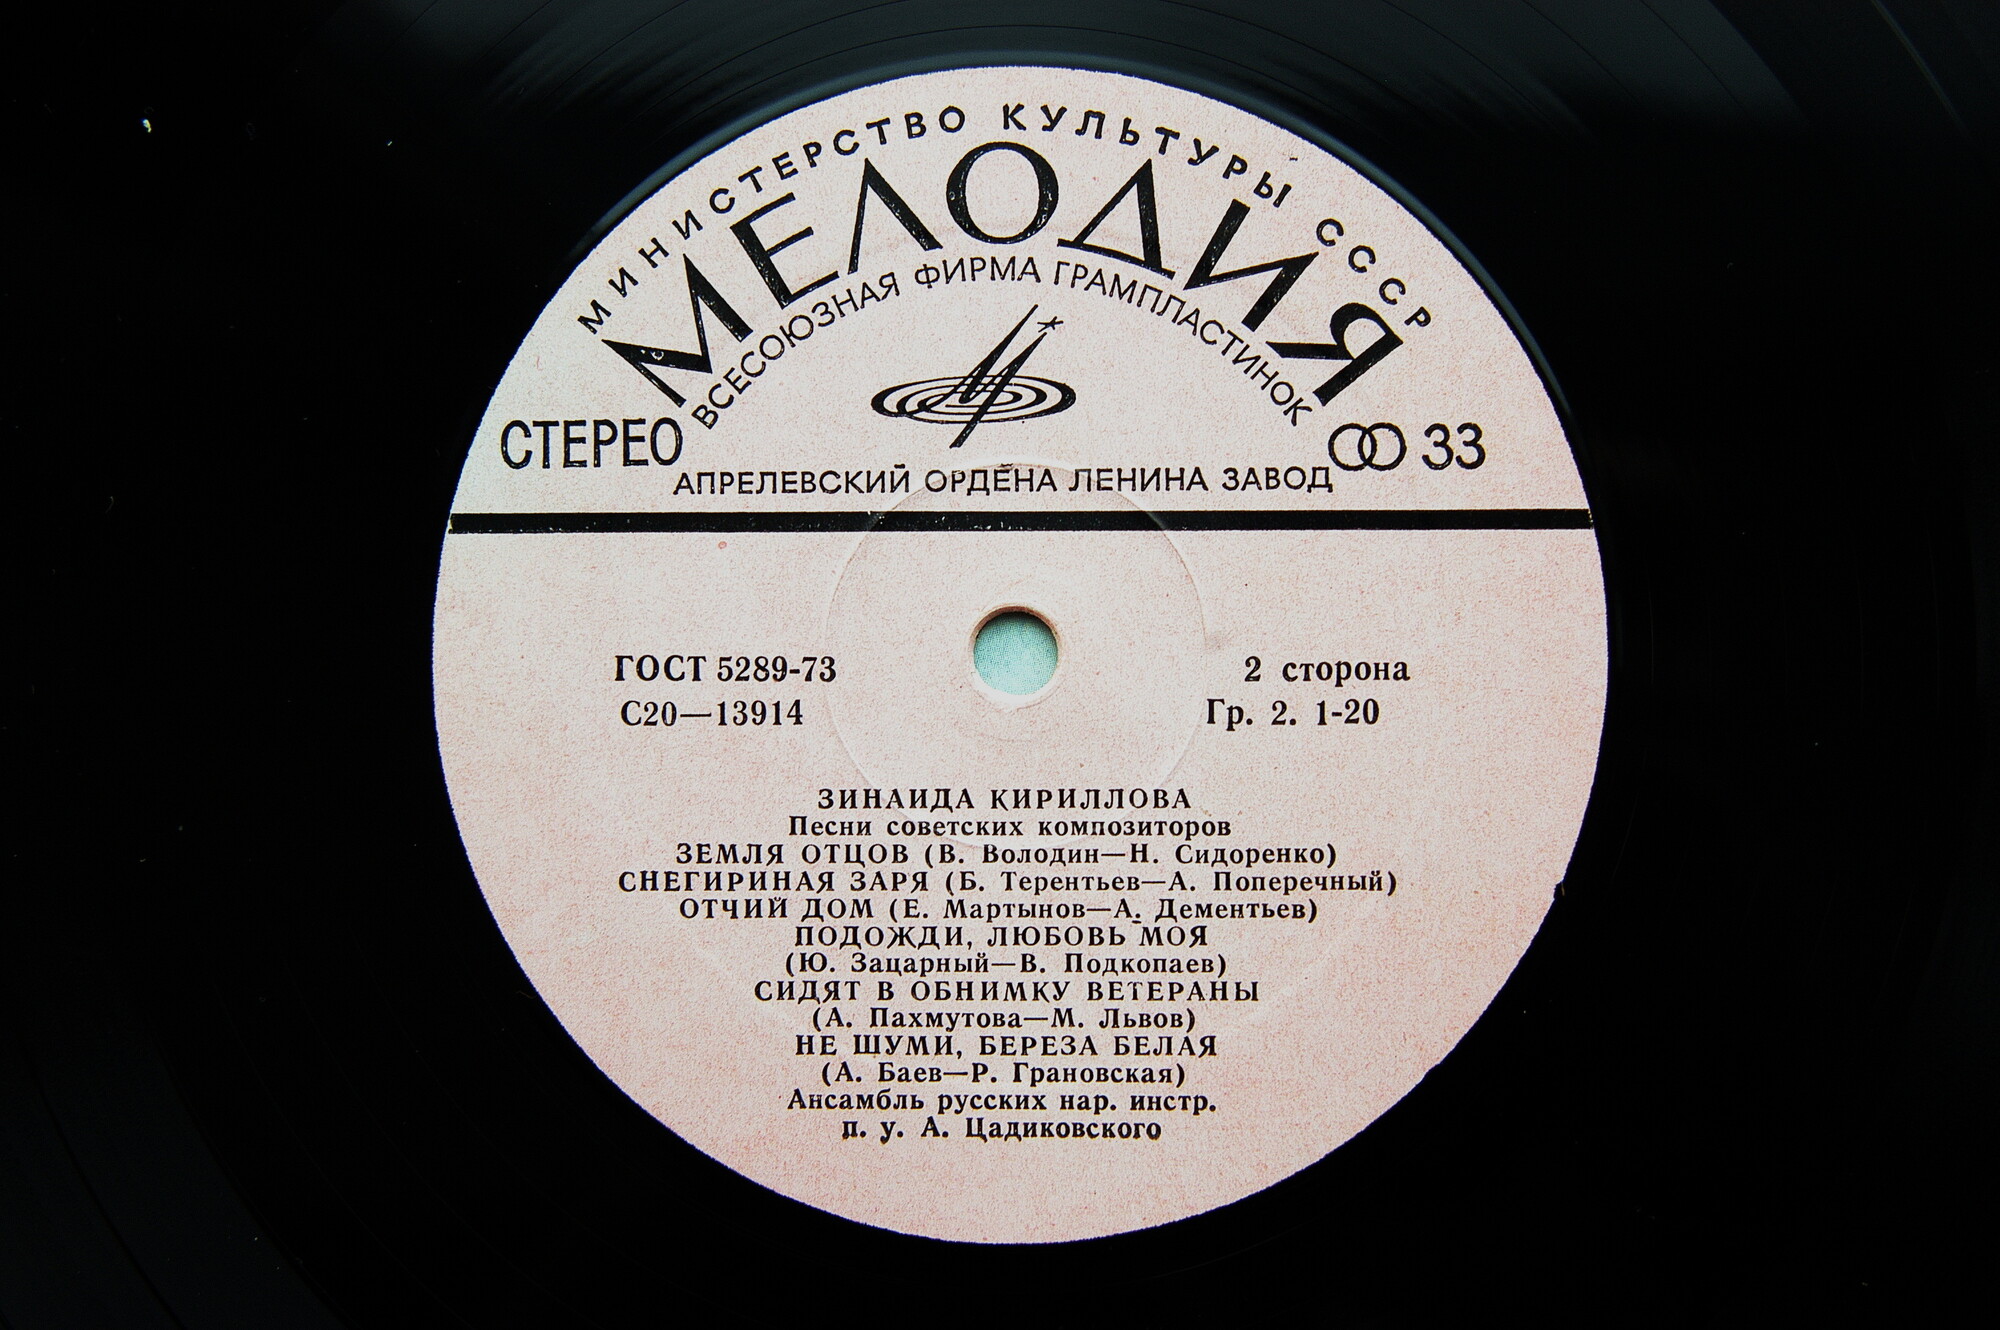 МИНИСТЕРСТВО КУЛЬТУРЫ СССР
МЕЛОДИЯ
ВСЕСОЮЗНАЯ ФИРМА ГРАМПЛАСТИНОК
СТЕРЕО
33
АПРЕЛЕВСКИЙ ОРДЕНА ЛЕНИНА ЗАВОД
ГОСТ 5289-73
2 сторона
С20—13914
Гр. 2. 1-20
ЗИНАИДА КИРИЛЛОВА
Песни советских композиторов
ЗЕМЛЯ ОТЦОВ (В. Володин—Н. Сидоренко)
СНЕГИРИНАЯ ЗАРЯ (Б. Терентьев—А. Поперечный)
ОТЧИЙ ДОМ (Е. Мартынов—А. Дементьев)
ПОДОЖДИ, ЛЮБОВЬ МОЯ
(Ю. Зацарный—В. Подкопаев)
СИДЯТ В ОБНИМКУ ВЕТЕРАНЫ
(А. Пахмутова—М. Львов)
НЕ ШУМИ, БЕРЕЗА БЕЛАЯ
(А. Баев—Р. Грановская)
Ансамбль русских нар. инстр.
п. у. А. Цадиковского